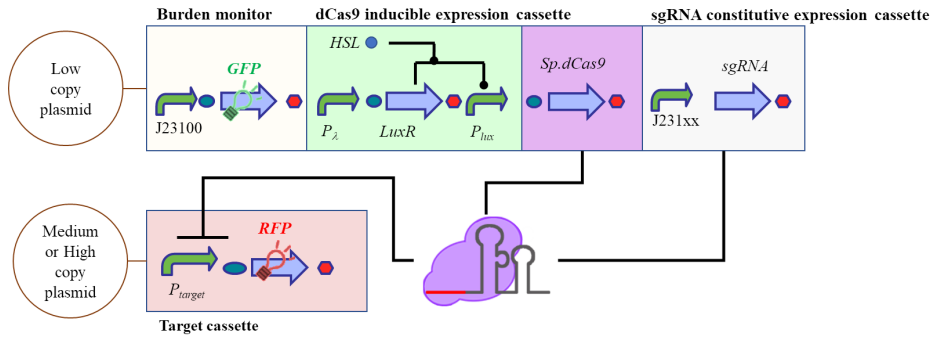 Burden monitor
dCas9 inducible expression cassette
sgRNA constitutive expression cassette
Low
copy
plasmid
GFP
J23100
HSL
Pλ
LuxR
Plux
Sp.dCas9
sgRNA
J231xx
Medium
or High
copy
plasmid
RFP
Ptarget
Target cassette